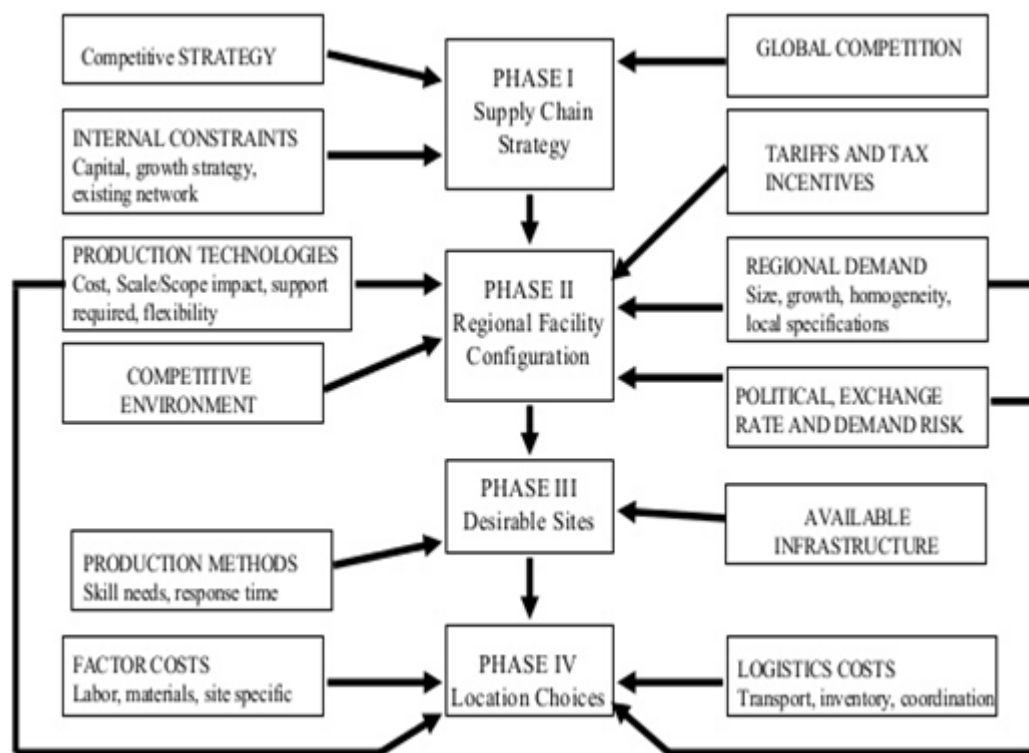 Competitive STRATEGY
PHASE I
Supply Chain
Strategy
GLOBAL COMPETITION
INTERNAL CONSTRAINTS
Capital, growth strategy,
existing network
TARIFFS AND TAX
INCENTIVES
PRODUCTION TECHNOLOGIES
Cost, Scale/Scope impact, support
required, flexibility
PHASE II
Regional Facility
Configuration
REGIONAL DEMAND
Size, growth, homogeneity,
local specifications
COMPETITIVE
ENVIRONMENT
POLITICAL, EXCHANGE
RATE AND DEMAND RISK
PHASE III
Desirable Sites
AVAILABLE
INFRASTRUCTURE
PRODUCTION METHODS
Skill needs, response time
FACTOR COSTS
Labor, materials, site specific
PHASE IV
Location Choices
LOGISTICS COSTS
Transport, inventory, coordination